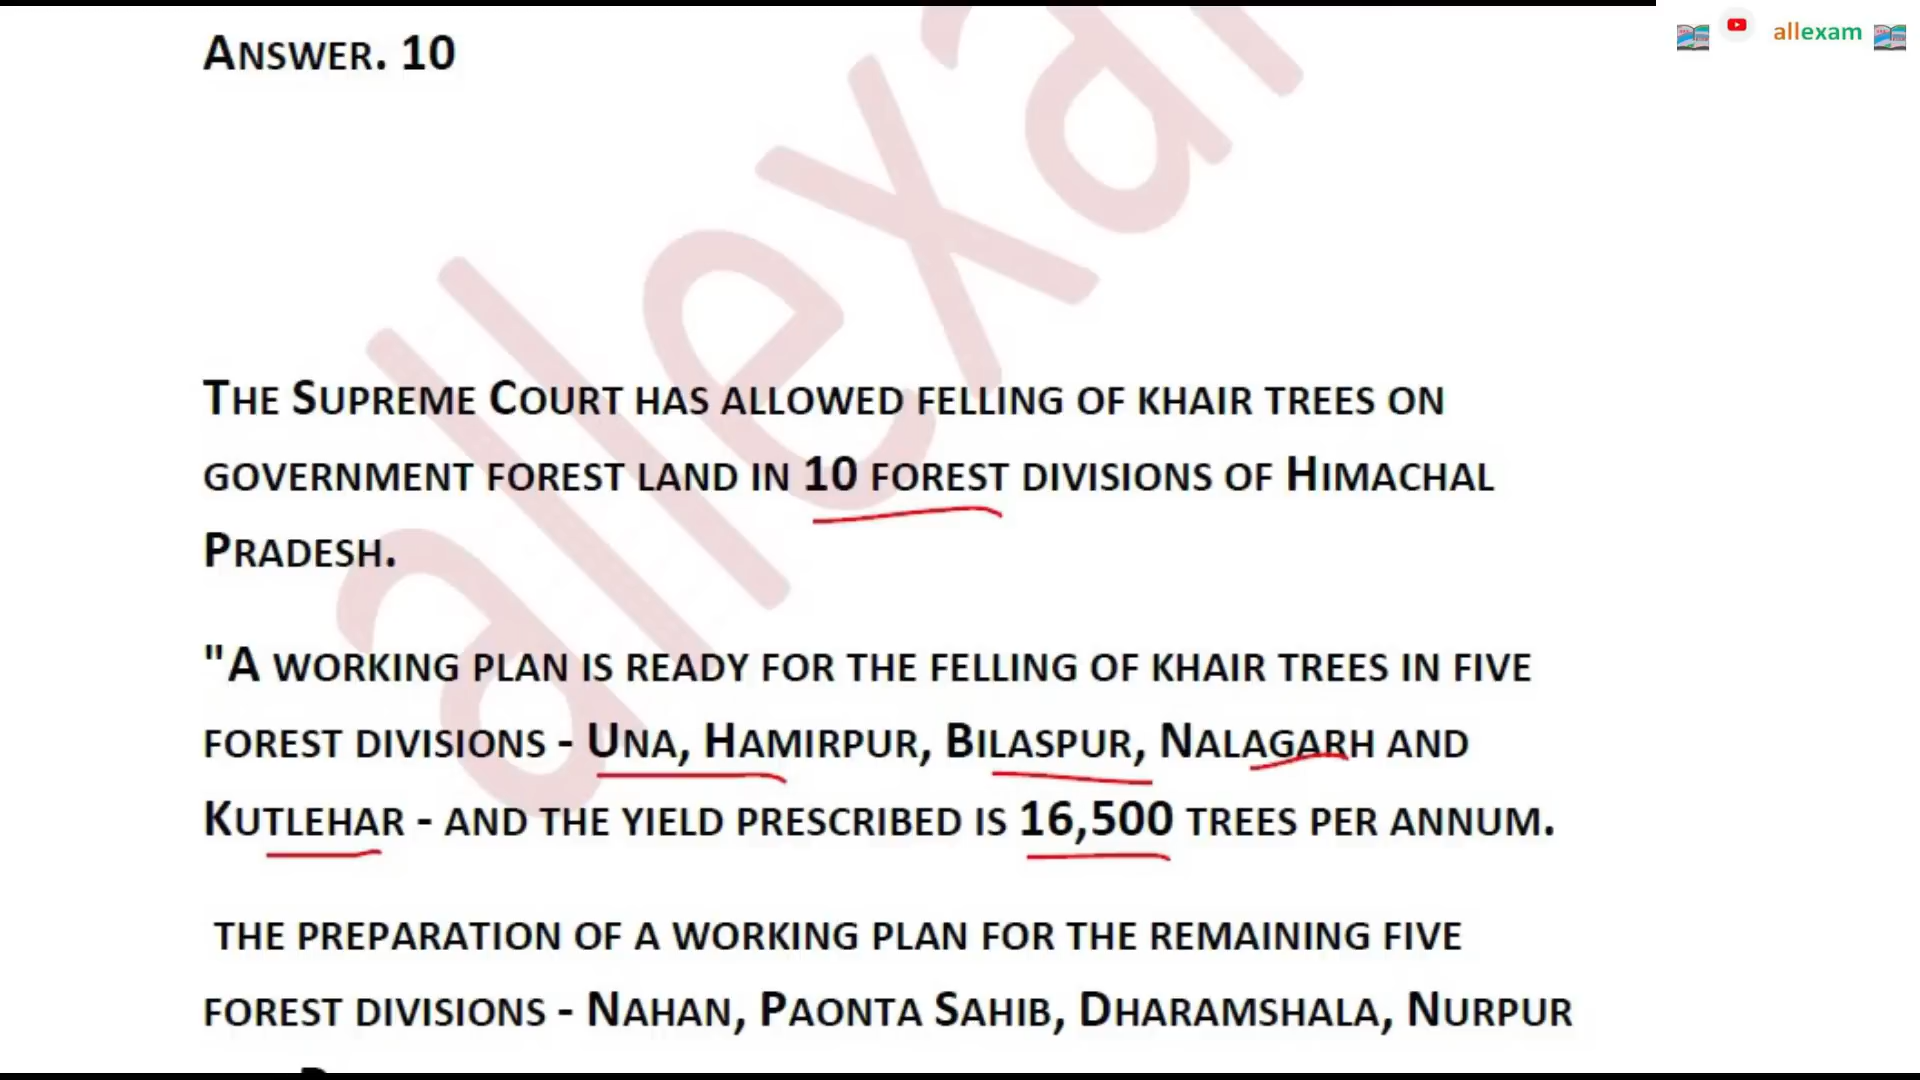 allexam
ANSWER. 10
THE SUPREME COURT HAS ALLOWED FELLING OF KHAIR TREES ON
GOVERNMENT FOREST LAND IN 10 FOREST DIVISIONS OF HIMACHAL
PRADESH.
"A WORKING PLAN IS READY FOR THE FELLING OF KHAIR TREES IN FIVE
FOREST DIVISIONS - UNA, HAMIRPUR, BILASPUR, NALAGARH AND
KUTLEHAR - AND THE YIELD PRESCRIBED IS 16,500 TREES PER ANNUM.
THE PREPARATION OF A WORKING PLAN FOR THE REMAINING FIVE
FOREST DIVISIONS - NAHAN, PAONTA SAHIB, DHARAMSHALA, NURPUR